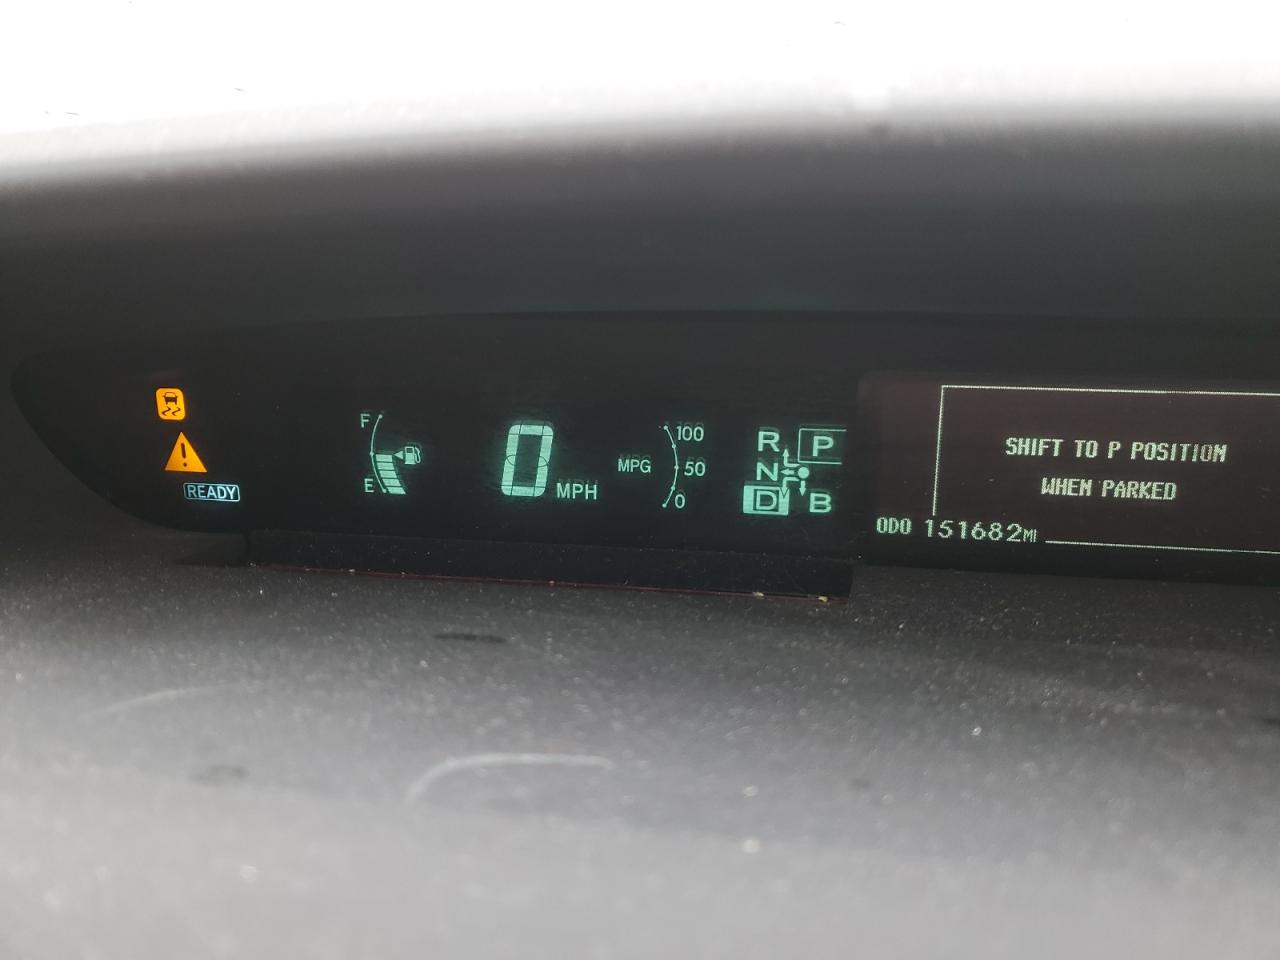 READY
F
E
0 MPH
MPG
100
50
0
R
P
N
D
B
SHIFT TO P POSITION
WHEN PARKED
ODO 151682MI